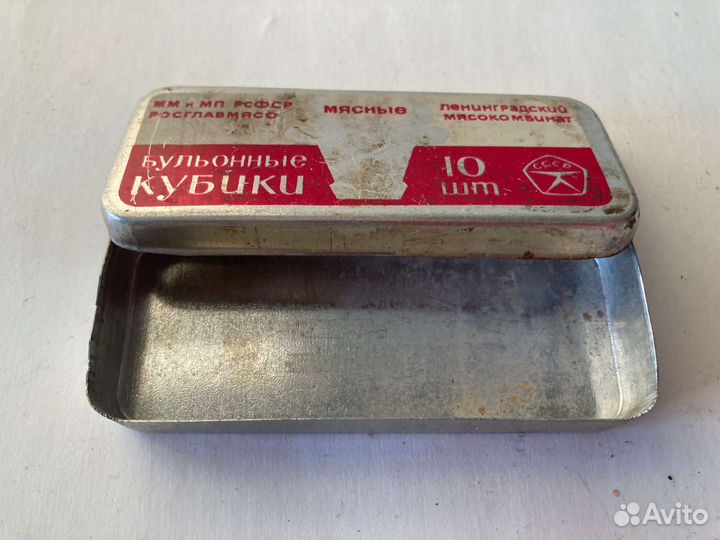 ММ и МП РСФСР
РОСГЛАВМЯСО
МЯСНЫЕ
ЛЕНИНГРАДСКИЙ
МЯСОКОМБИНАТ
БУЛЬОННЫЕ
КУБИКИ
10
шт.
СССР
Avito